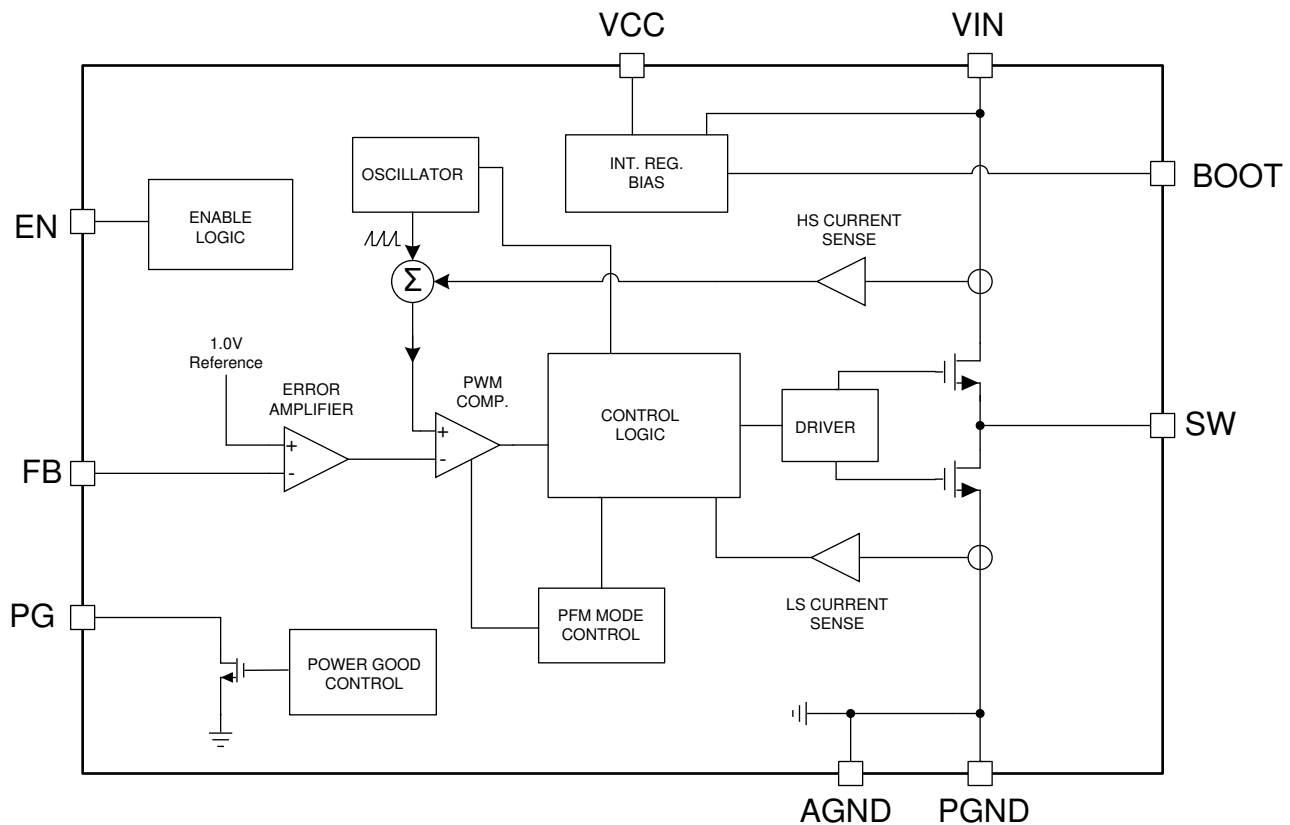 VCC
VIN
OSCILLATOR
INT. REG.
BIAS
BOOT
EN
ENABLE
LOGIC
HS CURRENT
SENSE
Σ
1.0V
Reference
ERROR
AMPLIFIER
PWM
COMP.
CONTROL
LOGIC
DRIVER
SW
+
-
+
-
FB
LS CURRENT
SENSE
PFM MODE
CONTROL
PG
POWER GOOD
CONTROL
AGND
PGND